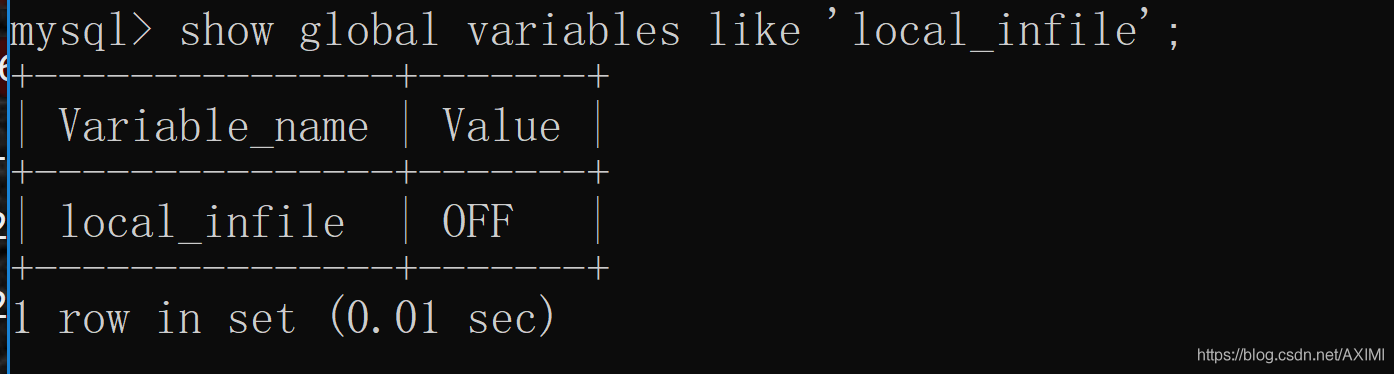 mysql> show global variables like 'local_infile';
+---------------+-------+
| Variable_name | Value |
+---------------+-------+
| local_infile  | OFF   |
+---------------+-------+
1 row in set (0.01 sec)
https://blog.csdn.net/AXIMI